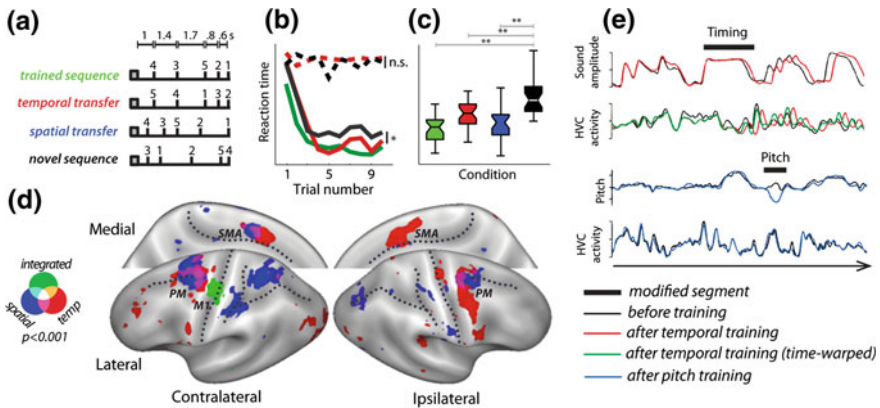 (a)
1 1.4 1.7 .8 .6 s
trained sequence 4 3 5 2 1
temporal transfer 5 4 1 3 2
spatial transfer 4 3 5 2 1
novel sequence 3 1 2 5 4
(b)
Reaction time
n.s.
*
1 5 9
Trial number
(c)
**
**
**
Condition
(d)
Medial
SMA
SMA
integrated
spatial
temp
p<0.001
PM
M1
PM
Lateral
Contralateral
Ipsilateral
(e)
Timing
Sound amplitude
HVC activity
Pitch
Pitch
HVC activity
modified segment
before training
after temporal training
after temporal training (time-warped)
after pitch training